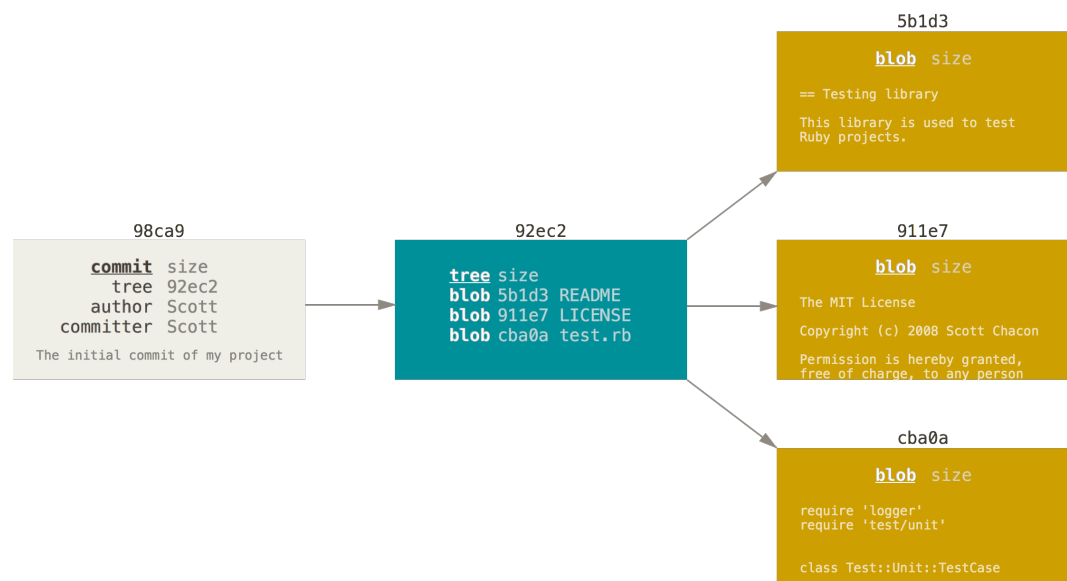 98ca9
commit size
tree 92ec2
author Scott
committer Scott
The initial commit of my project
92ec2
tree size
blob 5b1d3 README
blob 911e7 LICENSE
blob cba0a test.rb
5b1d3
blob size
== Testing library
This library is used to test
Ruby projects.
911e7
blob size
The MIT License
Copyright (c) 2008 Scott Chacon
Permission is hereby granted,
free of charge, to any person
cba0a
blob size
require 'logger'
require 'test/unit'
class Test::Unit::TestCase